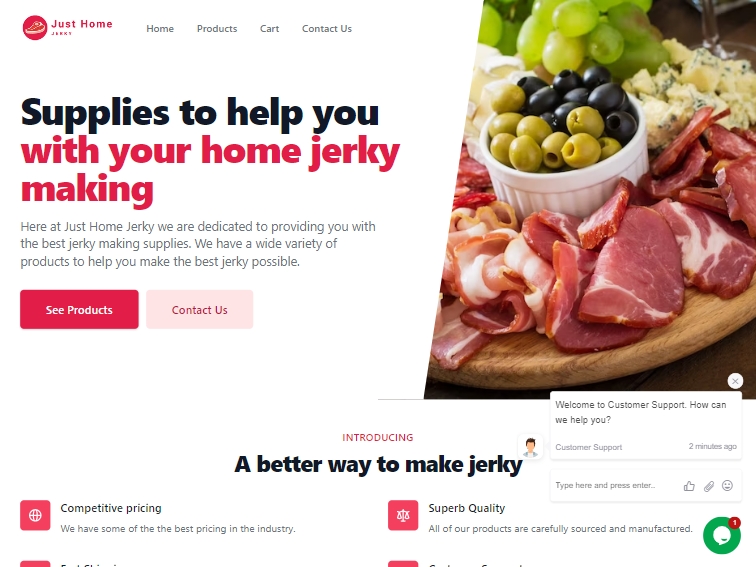 Just Home
JERKY
Home
Products
Cart
Contact Us
Supplies to help you
with your home jerky
making
Here at Just Home Jerky we are dedicated to providing you with
the best jerky making supplies. We have a wide variety of
products to help you make the best jerky possible.
See Products
Contact Us
INTRODUCING
A better way to make jerky
Competitive pricing
We have some of the the best pricing in the industry.
Superb Quality
All of our products are carefully sourced and manufactured.
Welcome to Customer Support. How can
we help you?
Customer Support
2 minutes ago
Type here and press enter..
1